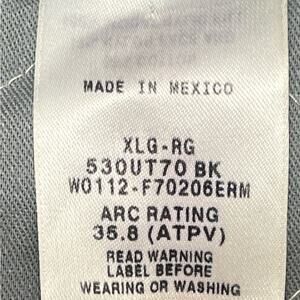 MADE IN MEXICO
XLG-RG
530UT70 BK
W0112-F70206ERM
ARC RATING
35.8 (ATPV)
READ WARNING
LABEL BEFORE
WEARING OR WASHING